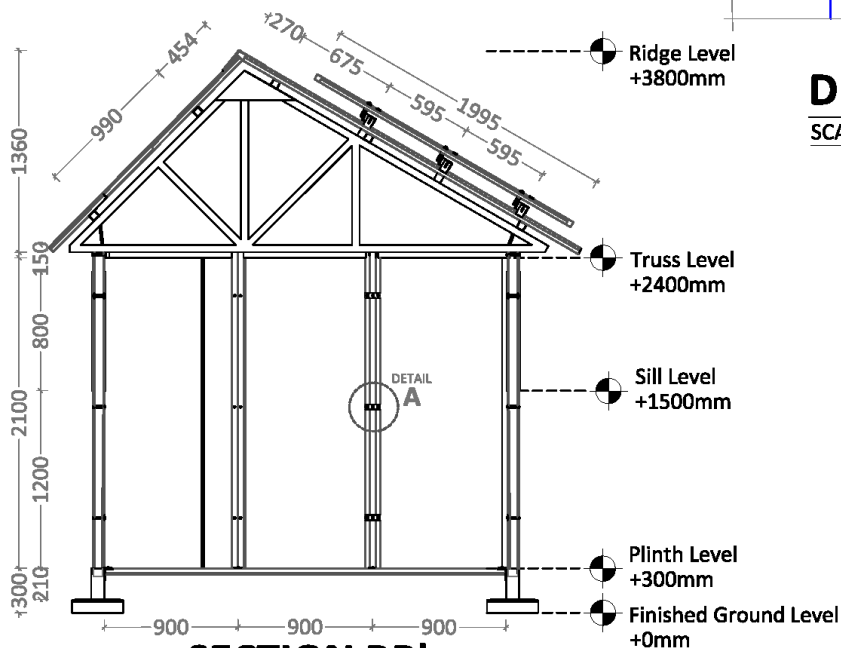 270
454
675
990
595
1995
595
1360
150
800
2100
1200
+300
210
900
900
900
DETAIL
A
Ridge Level
+3800mm
Truss Level
+2400mm
Sill Level
+1500mm
Plinth Level
+300mm
Finished Ground Level
+0mm
D
SCA